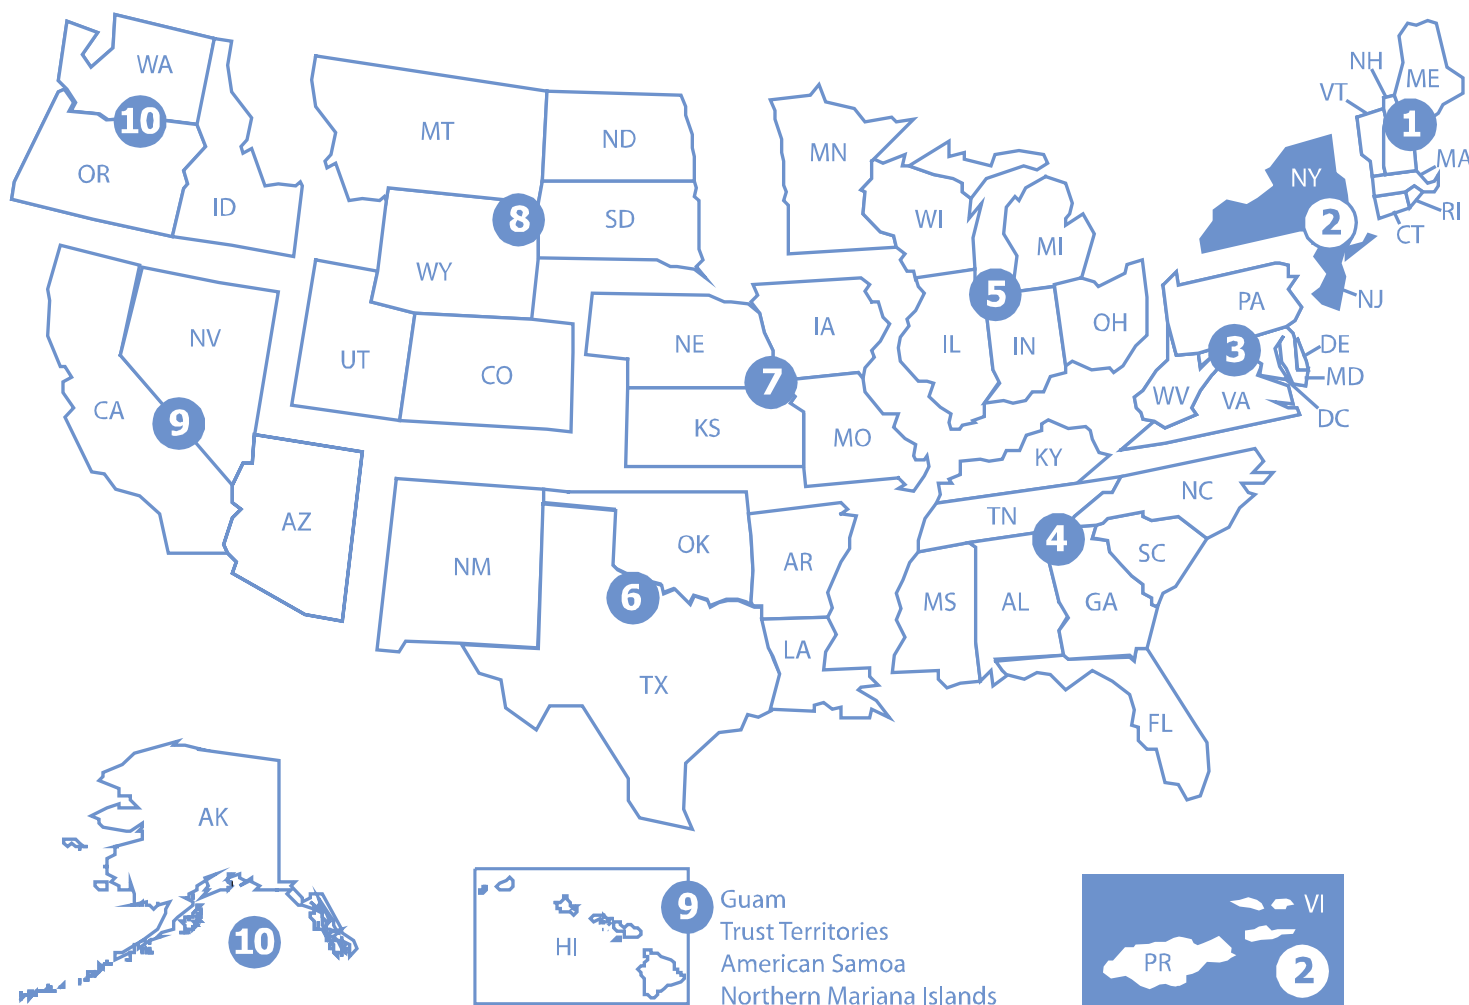 WA
10
OR
ID
MT
ND
8
SD
WY
MN
WI
MI
5
IL
IN
OH
NH
ME
VT
1
MA
NY
2
RI
CT
NJ
PA
3
DE
MD
WV
VA
DC
CA
NV
9
UT
CO
AZ
NE
IA
7
KS
MO
KY
NC
TN
4
SC
NM
OK
AR
6
MS
AL
GA
LA
TX
FL
AK
10
HI
9
Guam
Trust Territories
American Samoa
Northern Mariana Islands
VI
PR
2